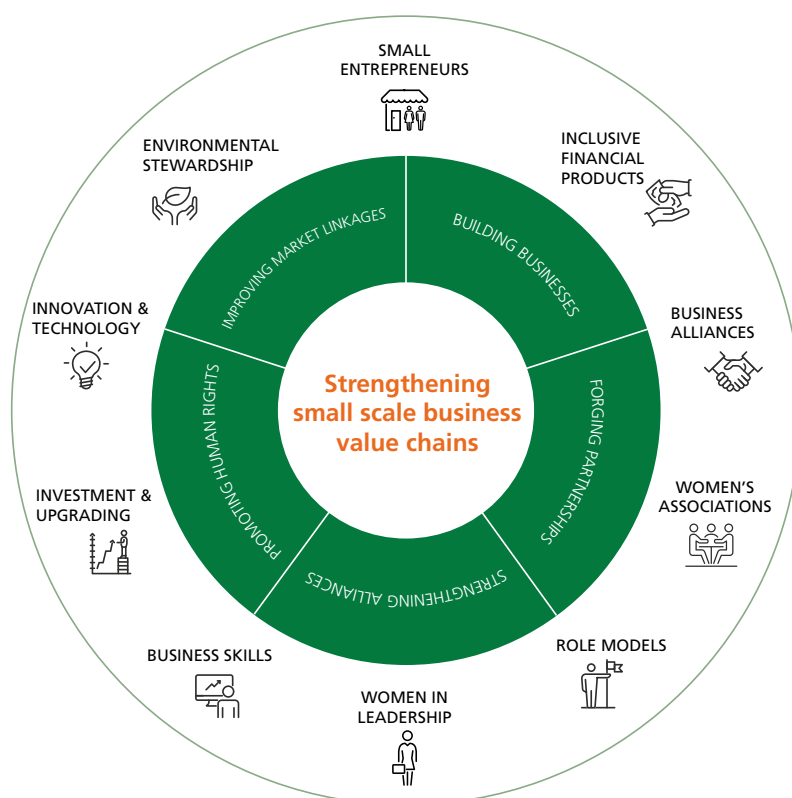 SMALL
ENTREPRENEURS
INCLUSIVE
FINANCIAL
PRODUCTS
BUSINESS
ALLIANCES
WOMEN'S
ASSOCIATIONS
ROLE MODELS
WOMEN IN
LEADERSHIP
BUSINESS SKILLS
INVESTMENT &
UPGRADING
INNOVATION &
TECHNOLOGY
ENVIRONMENTAL
STEWARDSHIP
BUILDING BUSINESSES
FORGING PARTNERSHIPS
STRENGTHENING ALLIANCES
PROMOTING HUMAN RIGHTS
IMPROVING MARKET LINKAGES
Strengthening
small scale business
value chains